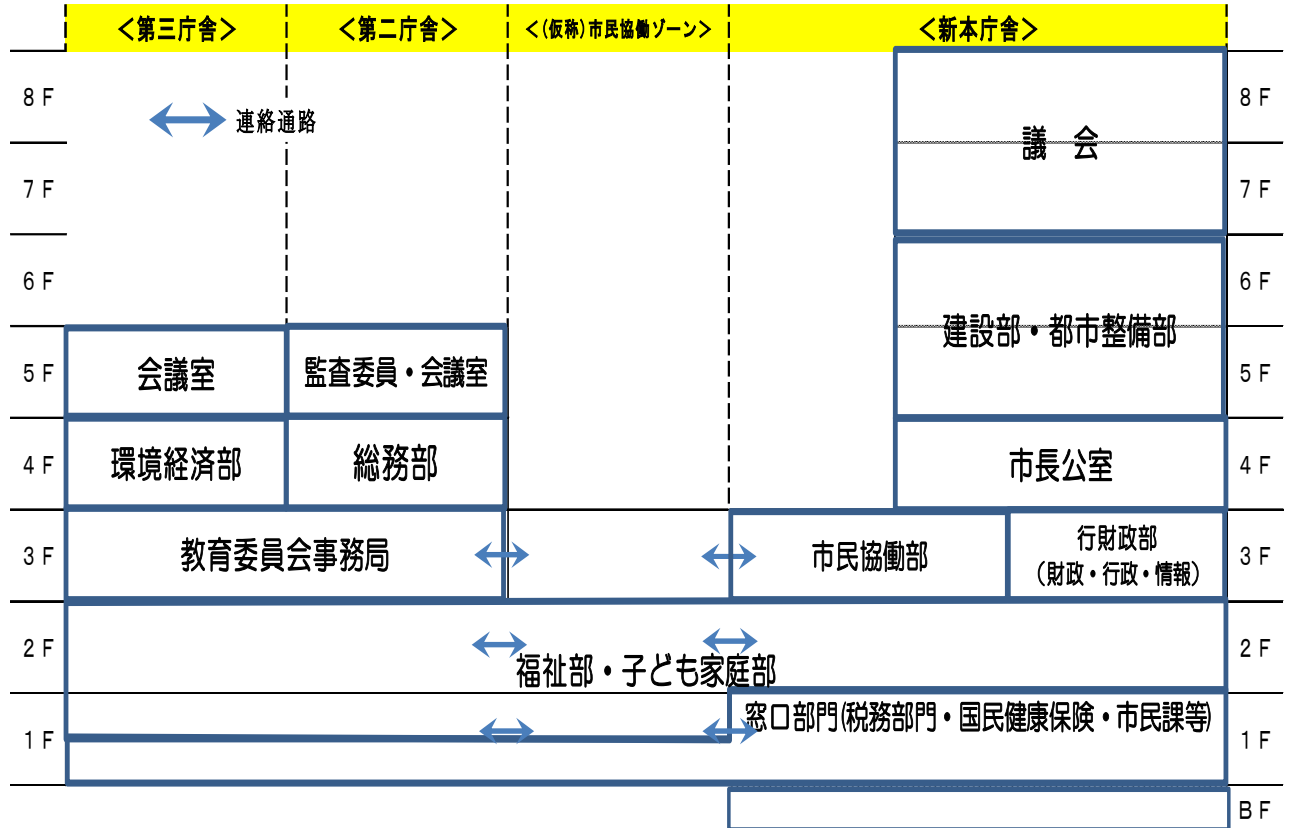 <第三庁舎>
<第二庁舎>
<(仮称)市民協働ゾーン>
<新本庁舎>
8F
8F
連絡通路
議 会
7F
7F
6F
6F
建設部・都市整備部
5F
会議室
監査委員・会議室
5F
4F
環境経済部
総務部
市長公室
4F
3F
教育委員会事務局
市民協働部
行財政部
(財政・行政・情報)
3F
2F
福祉部・子ども家庭部
2F
窓口部門(税務部門・国民健康保険・市民課等)
1F
1F
BF